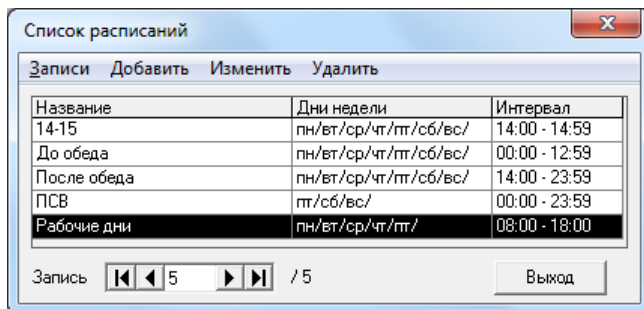 Список расписаний
Записи Добавить Изменить Удалить
Название Дни недели Интервал
14-15 пн/вт/ср/чт/пт/сб/вс/ 14:00 - 14:59
До обеда пн/вт/ср/чт/пт/сб/вс/ 00:00 - 12:59
После обеда пн/вт/ср/чт/пт/сб/вс/ 14:00 - 23:59
ПСВ пт/сб/вс/ 00:00 - 23:59
Рабочие дни пн/вт/ср/чт/пт/ 08:00 - 18:00
Запись 5 / 5 Выход